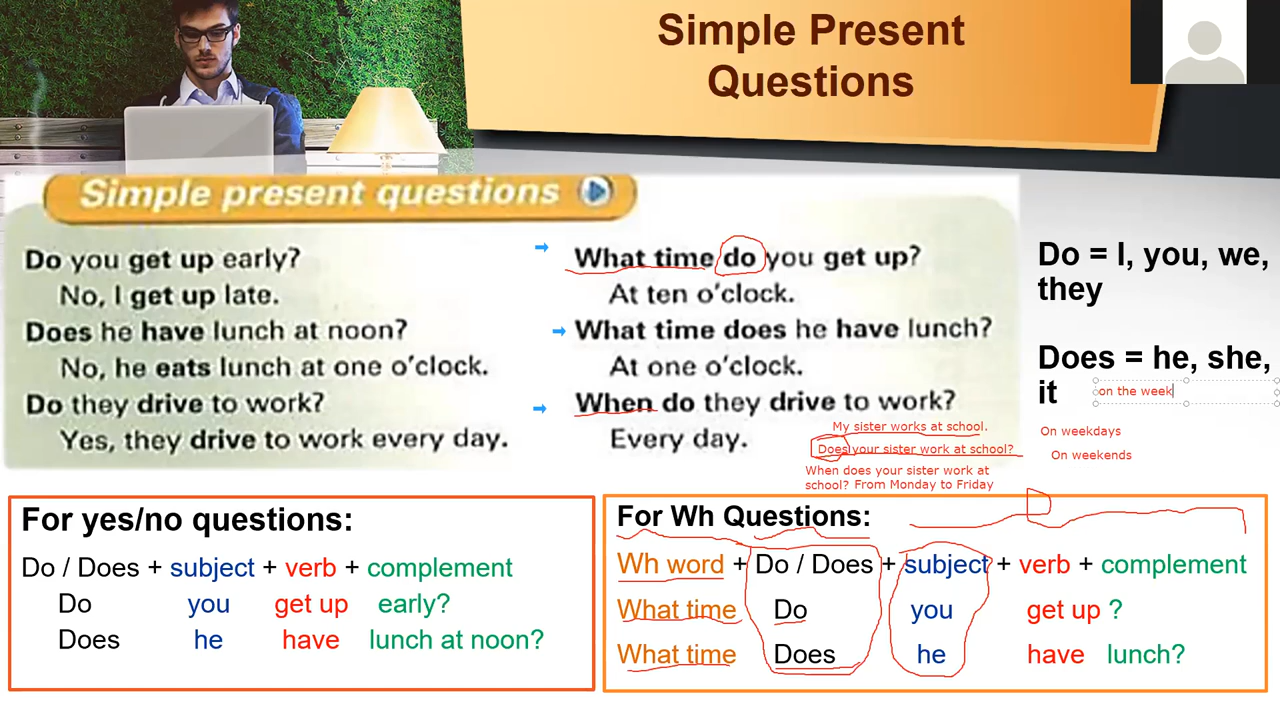 Simple Present
Questions
Simple present questions
Do you get up early?
No, I get up late.
Does he have lunch at noon?
No, he eats lunch at one o'clock.
Do they drive to work?
Yes, they drive to work every day.
What time do you get up?
At ten o'clock.
What time does he have lunch?
At one o'clock.
When do they drive to work?
Every day.
My sister works at school.
Does your sister work at school?
When does your sister work at
school? From Monday to Friday
Do = I, you, we,
they
Does = he, she,
it
on the week
On weekdays
On weekends
For yes/no questions:
Do / Does + subject + verb + complement
Do you get up early?
Does he have lunch at noon?
For Wh Questions:
Wh word + Do / Does + subject + verb + complement
What time Do you get up ?
What time Does he have lunch?